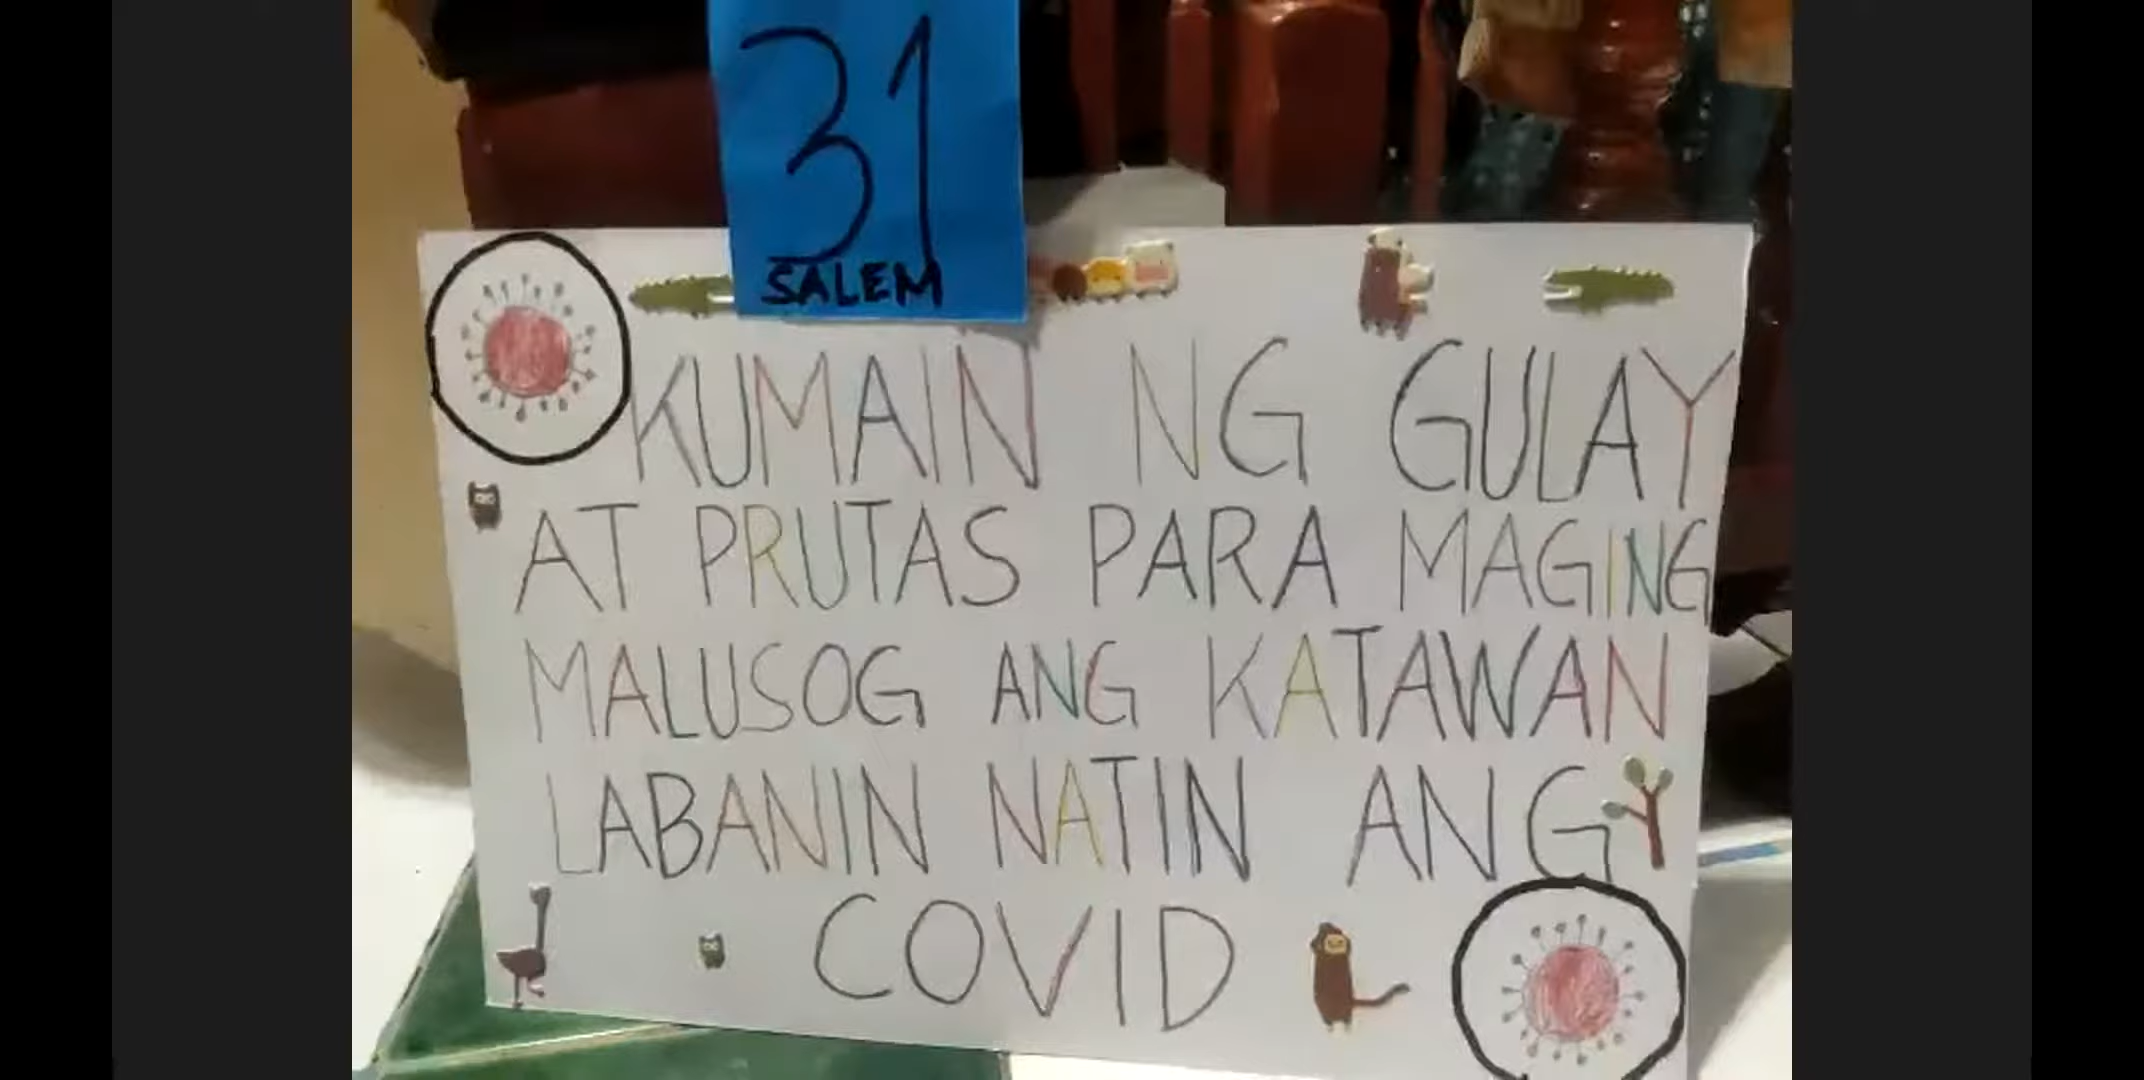 31
SALEM
KUMAIN NG GULAY
AT PRUTAS PARA MAGING
MALUSOG ANG KATAWAN
LABANIN NATIN ANG
COVID